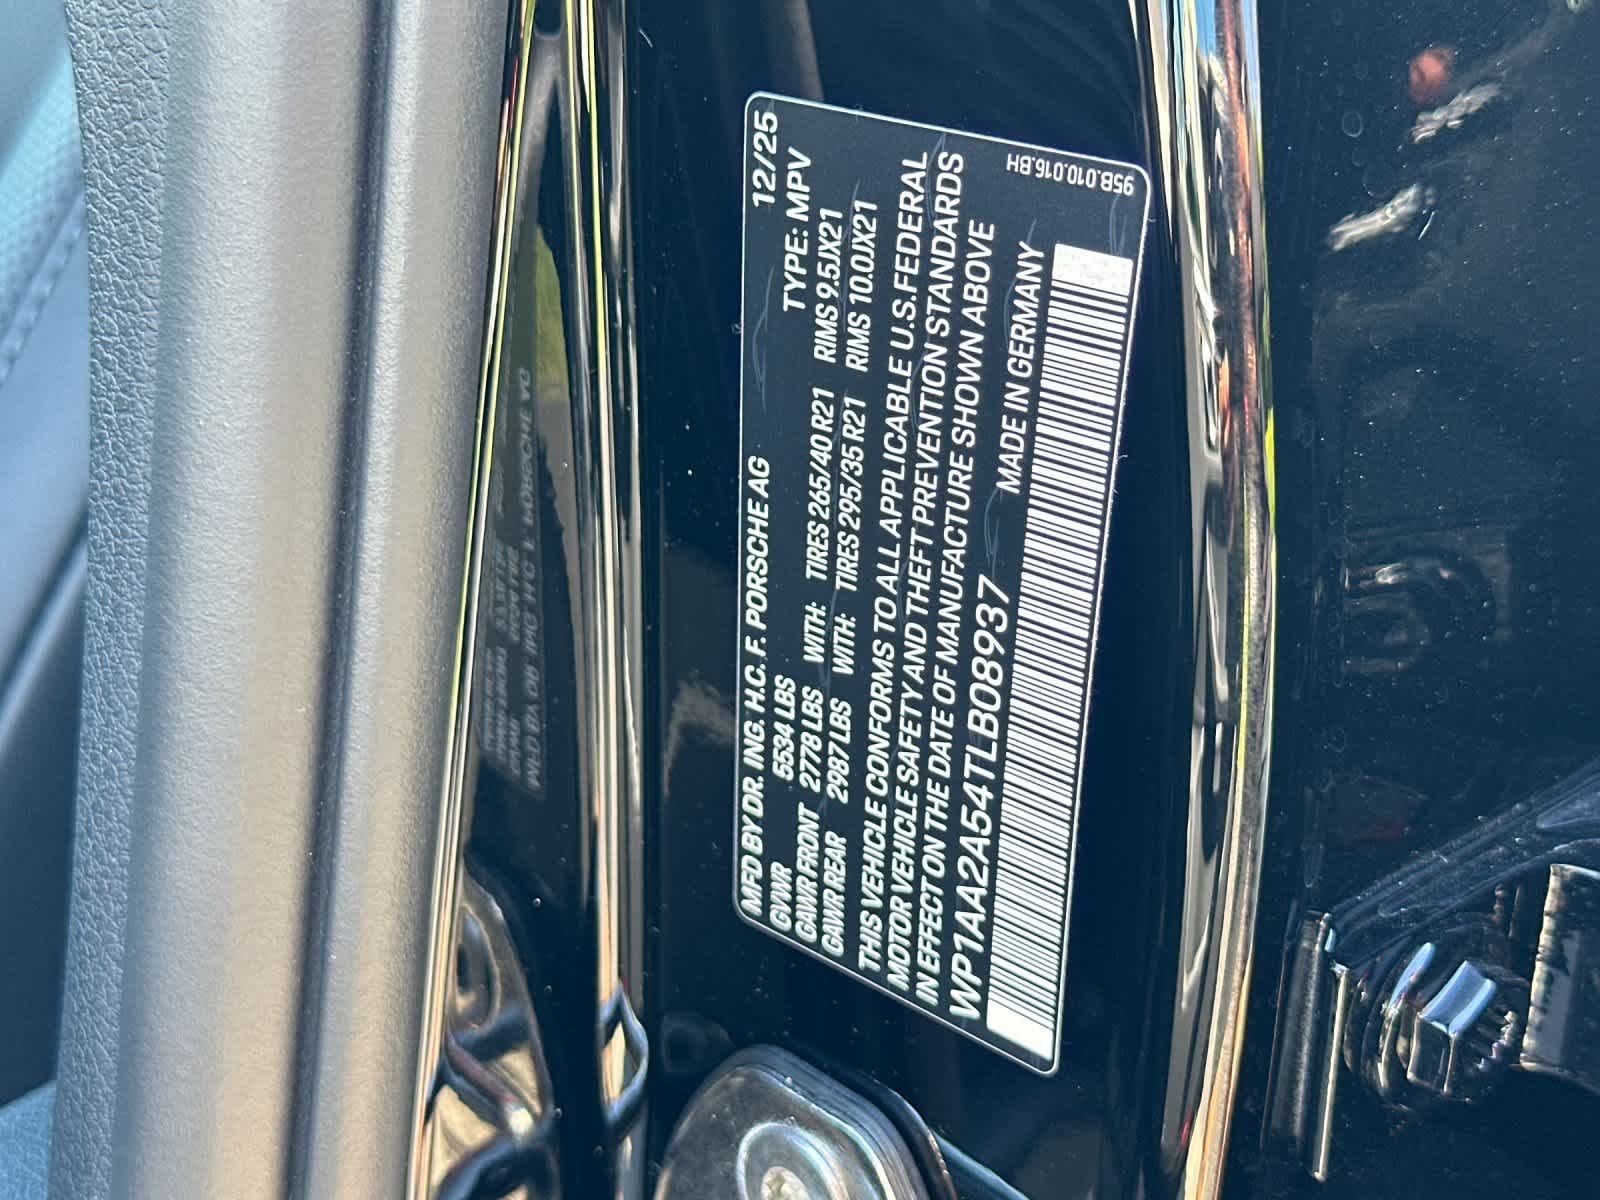 MFD BY DR. ING. H.C. F. PORSCHE AG 12/25
GVWR 5534 LBS TYPE: MPV
GAWR FRONT 2778 LBS WITH: TIRES 265/40 R21 RIMS 9.5JX21
GAWR REAR 2987 LBS WITH: TIRES 295/35 R21 RIMS 10.0JX21
THIS VEHICLE CONFORMS TO ALL APPLICABLE U.S. FEDERAL
MOTOR VEHICLE SAFETY AND THEFT PREVENTION STANDARDS
IN EFFECT ON THE DATE OF MANUFACTURE SHOWN ABOVE
WP1AA2A54TLB08937 MADE IN GERMANY
95B.010.016.BH